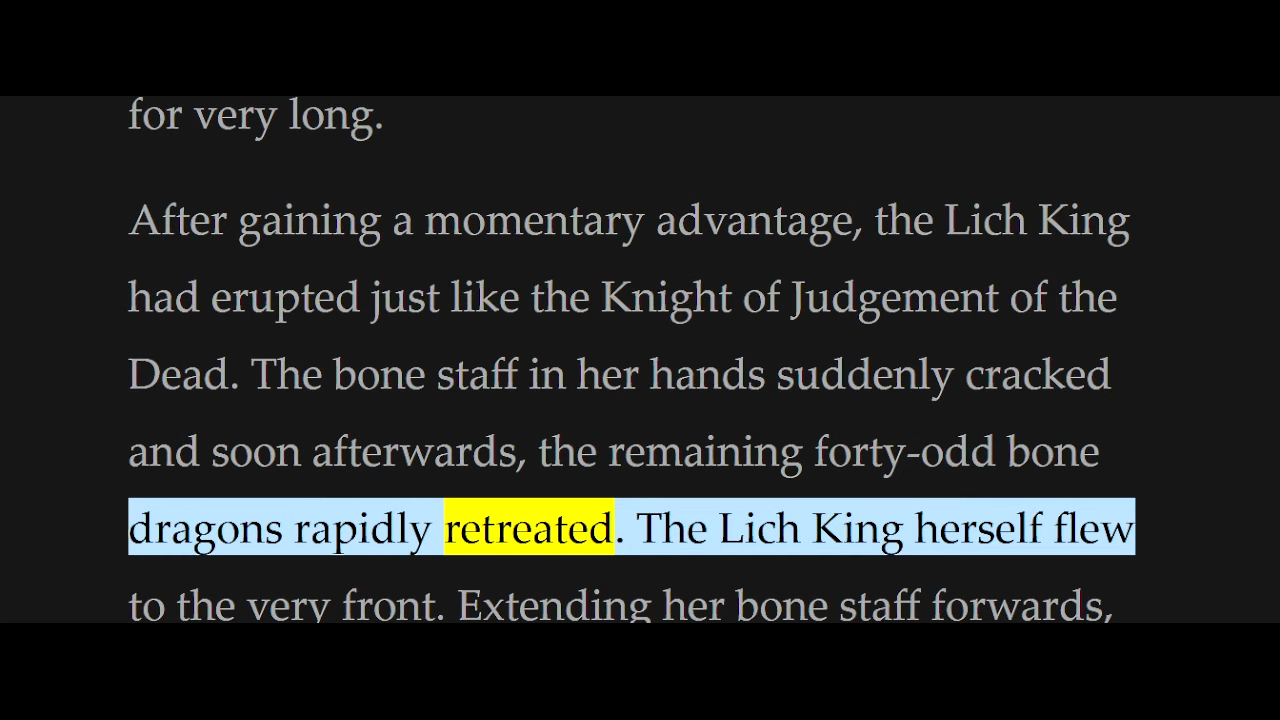 for very long.
After gaining a momentary advantage, the Lich King
had erupted just like the Knight of Judgement of the
Dead. The bone staff in her hands suddenly cracked
and soon afterwards, the remaining forty-odd bone
dragons rapidly retreated. The Lich King herself flew
to the very front. Extending her bone staff forwards,